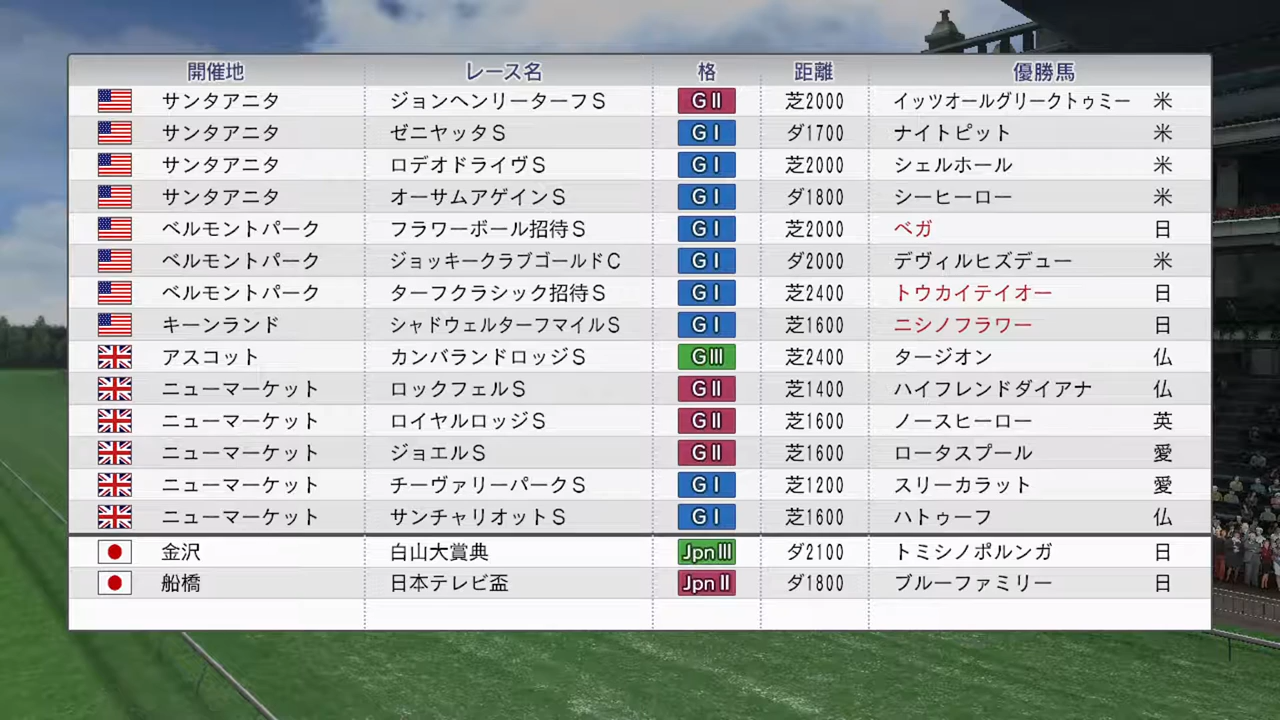 開催地 レース名 格 距離 優勝馬
サンタアニタ ジョンヘンリーターフS GⅡ 芝2000 イッツオールグリークトゥミー 米
サンタアニタ ゼニヤッタS GⅠ ダ1700 ナイトピット 米
サンタアニタ ロデオドライヴS GⅠ 芝2000 シェルホール 米
サンタアニタ オーサムアゲインS GⅠ ダ1800 シーヒーロー 米
ベルモントパーク フラワーボール招待S GⅠ 芝2000 ベガ 日
ベルモントパーク ジョッキークラブゴールドC GⅠ ダ2000 デヴィルヒズデュー 米
ベルモントパーク ターフクラシック招待S GⅠ 芝2400 トウカイテイオー 日
キーンランド シャドウェルターフマイルS GⅠ 芝1600 ニシノフラワー 日
アスコット カンバランドロッジS GⅢ 芝2400 タージオン 仏
ニューマーケット ロックフェルS GⅡ 芝1400 ハイフレンドダイアナ 仏
ニューマーケット ロイヤルロッジS GⅡ 芝1600 ノースヒーロー 英
ニューマーケット ジョエルS GⅡ 芝1600 ロータスプール 愛
ニューマーケット チーヴァリーパークS GⅠ 芝1200 スリーカラット 愛
ニューマーケット サンチャリオットS GⅠ 芝1600 ハトゥーフ 仏
金沢 白山大賞典 JpnⅢ ダ2100 トミシノポルンガ 日
船橋 日本テレビ盃 JpnⅡ ダ1800 ブルーファミリー 日